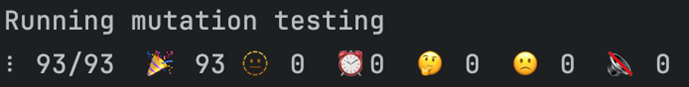 Running mutation testing
⠇ 93/93 🎉 93 🫥 0 ⏰ 0 🤔 0 🙁 0 🔇 0